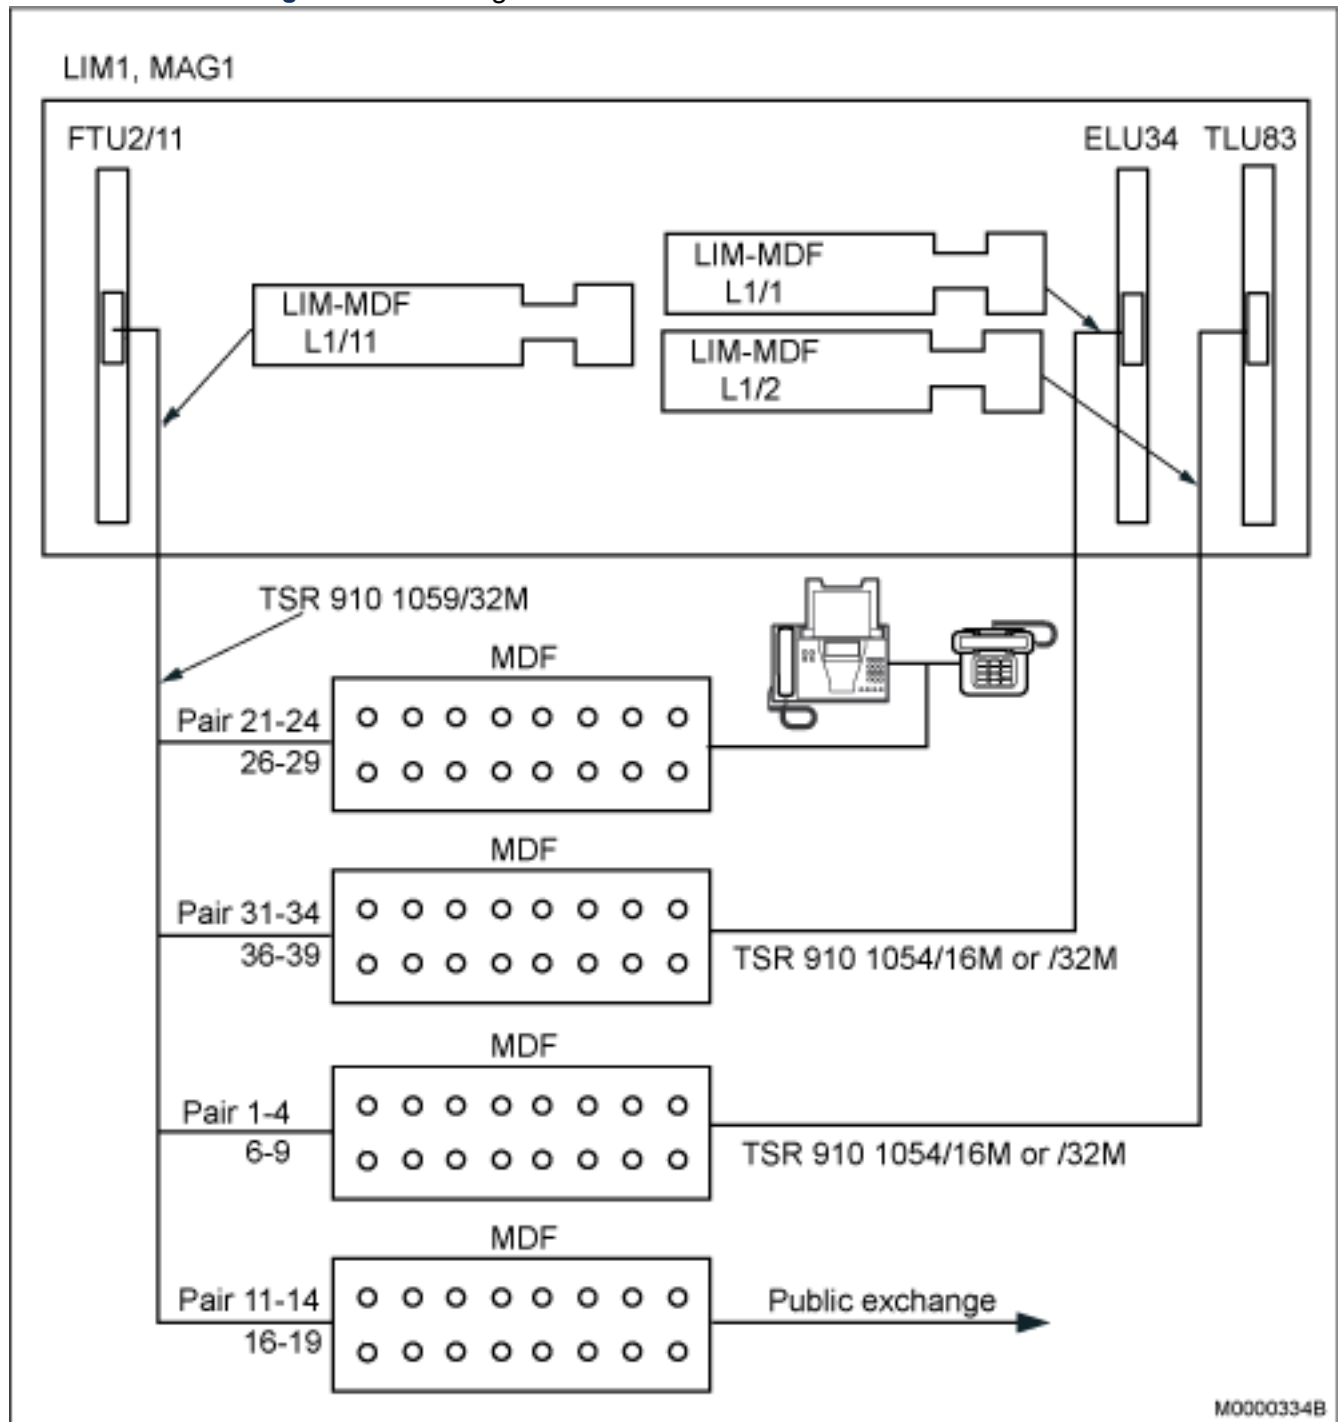 LIM1, MAG1
FTU2/11
ELU34 TLU83
LIM-MDF
L1/1
LIM-MDF
L1/11
LIM-MDF
L1/2
TSR 910 1059/32M
MDF
Pair 21-24
26-29
MDF
Pair 31-34
36-39
TSR 910 1054/16M or /32M
MDF
Pair 1-4
6-9
TSR 910 1054/16M or /32M
MDF
Pair 11-14
16-19
Public exchange
M0000334B